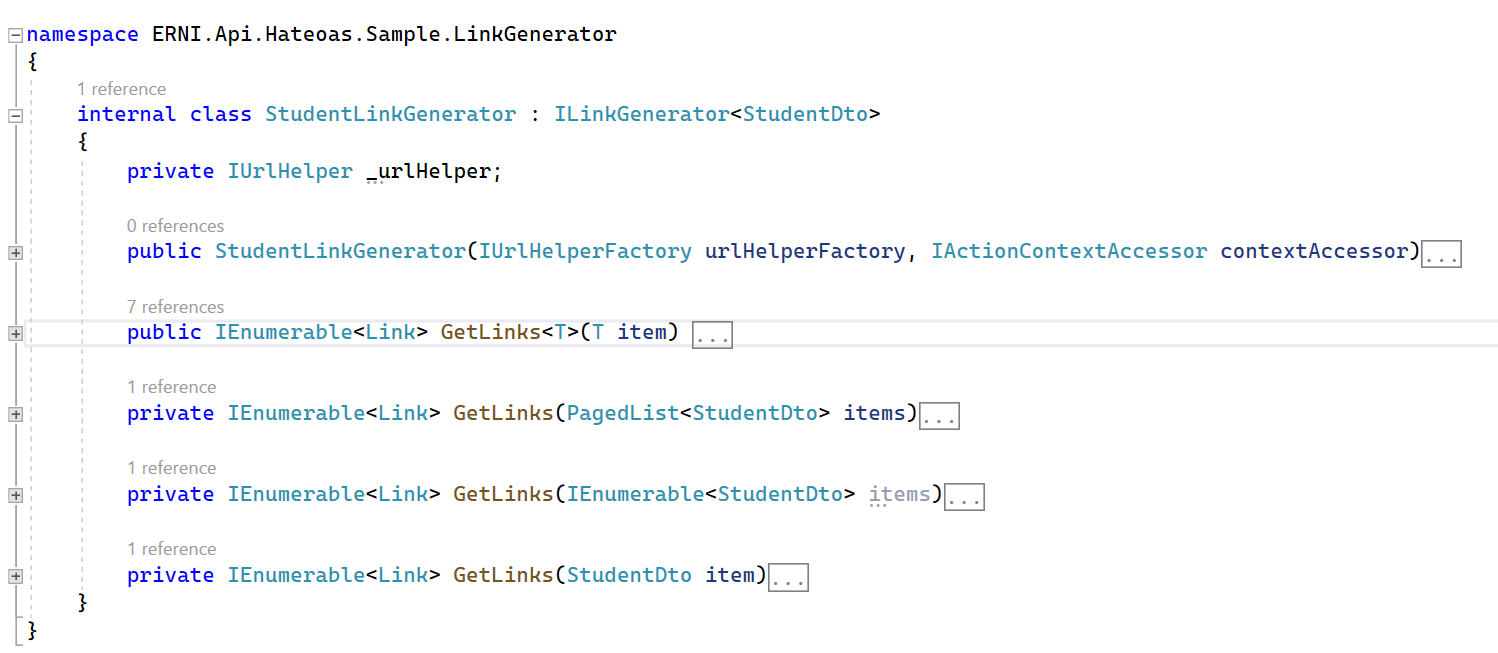 namespace ERNI.Api.Hateoas.Sample.LinkGenerator
{
1 reference
internal class StudentLinkGenerator : ILinkGenerator<StudentDto>
{
private IUrlHelper _urlHelper;
0 references
public StudentLinkGenerator(IUrlHelperFactory urlHelperFactory, IActionContextAccessor contextAccessor)...
7 references
public IEnumerable<Link> GetLinks<T>(T item) ...
1 reference
private IEnumerable<Link> GetLinks(PagedList<StudentDto> items)...
1 reference
private IEnumerable<Link> GetLinks(IEnumerable<StudentDto> items)...
1 reference
private IEnumerable<Link> GetLinks(StudentDto item)...
}
}